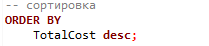 -- сортировка
ORDER BY
    TotalCost desc;